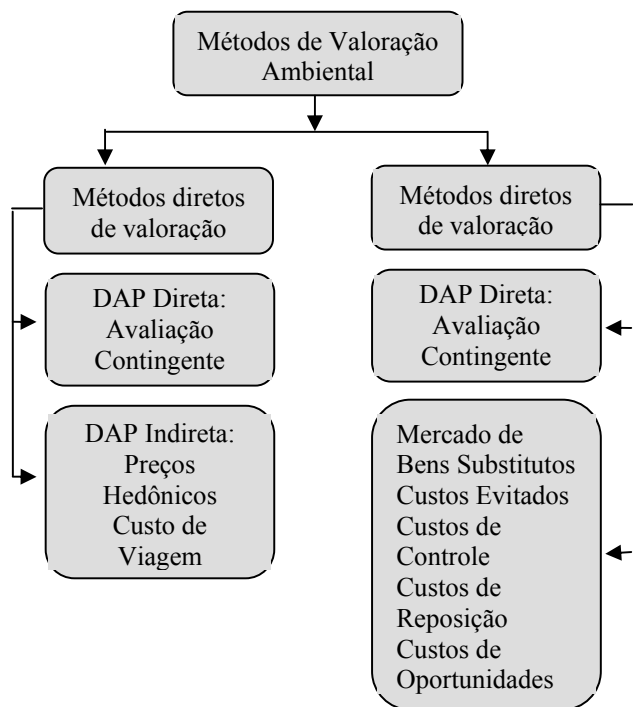 Métodos de Valoração
Ambiental
Métodos diretos
de valoração
DAP Direta:
Avaliação
Contingente
DAP Indireta:
Preços
Hedônicos
Custo de
Viagem
Métodos diretos
de valoração
DAP Direta:
Avaliação
Contingente
Mercado de
Bens Substitutos
Custos Evitados
Custos de
Controle
Custos de
Reposição
Custos de
Oportunidades